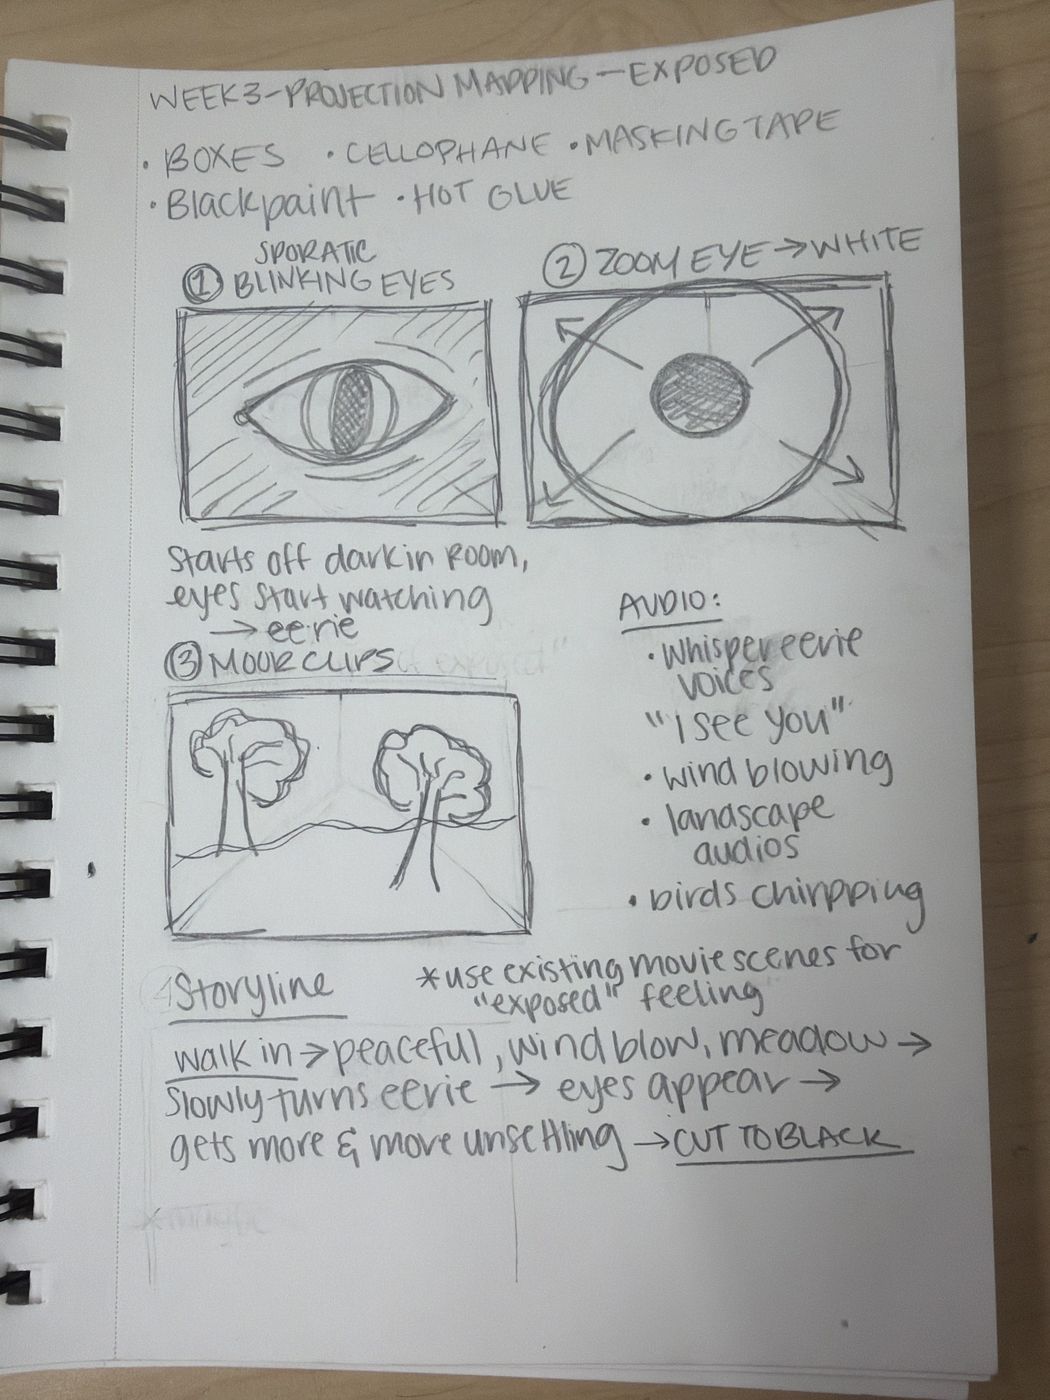 WEEK3-PROJECTION MAPPING-EXPOSED
• BOXES • CELLOPHANE • MASKING TAPE
• Blackpaint • HOT GLUE
SPORATIC
① BLINKING EYES
② ZOOM EYE → WHITE
Starts off dark in room,
eyes start watching
→ eerie
③ CLIPS
AUDIO:
• whisper eerie
voices
"I see you"
• wind blowing
• landscape
audios
• birds chirpping
Storyline
*use existing movie scenes for
"exposed" feeling
walk in → peaceful, wind blow, meadow →
slowly turns eerie → eyes appear →
gets more & more unsettling → CUT TO BLACK